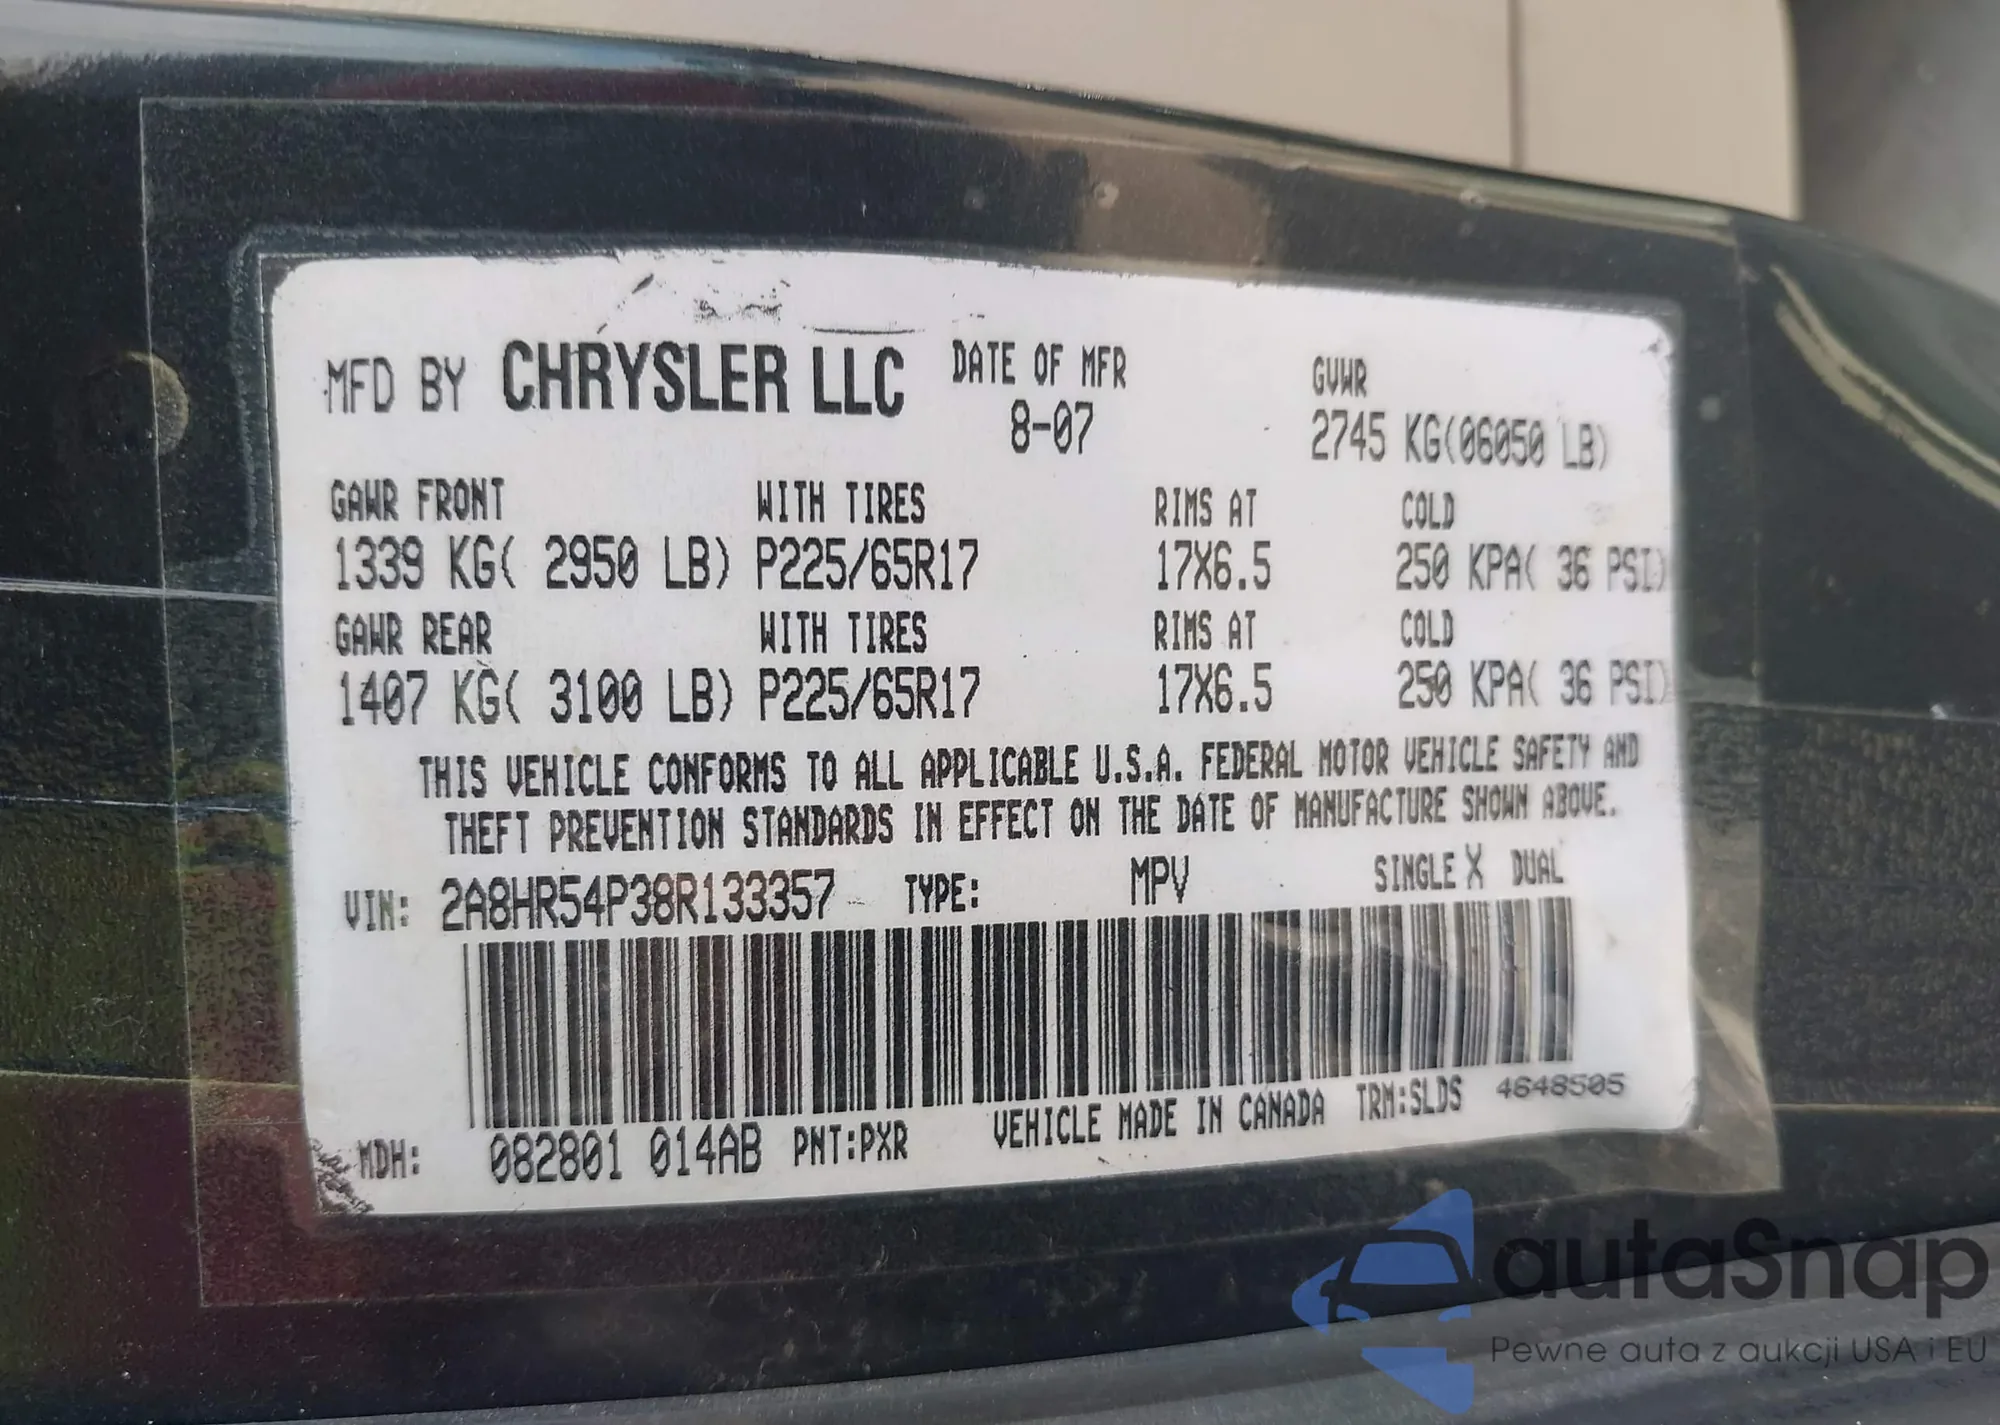 MFD BY CHRYSLER LLC DATE OF MFR GVWR
8-07 2745 KG(06050 LB)
GAWR FRONT WITH TIRES RIMS AT COLD
1339 KG( 2950 LB) P225/65R17 17X6.5 250 KPA( 36 PSI)
GAWR REAR WITH TIRES RIMS AT COLD
1407 KG( 3100 LB) P225/65R17 17X6.5 250 KPA( 36 PSI)
THIS VEHICLE CONFORMS TO ALL APPLICABLE U.S.A. FEDERAL MOTOR VEHICLE SAFETY AND
THEFT PREVENTION STANDARDS IN EFFECT ON THE DATE OF MANUFACTURE SHOWN ABOVE.
VIN: 2A8HR54P38R133357 TYPE: MPV SINGLE X DUAL
MDH: 082801 014AB PNT:PXR VEHICLE MADE IN CANADA TRM:SLDS 4648505
autaSnap
Pewne auta z aukcji USA i EU